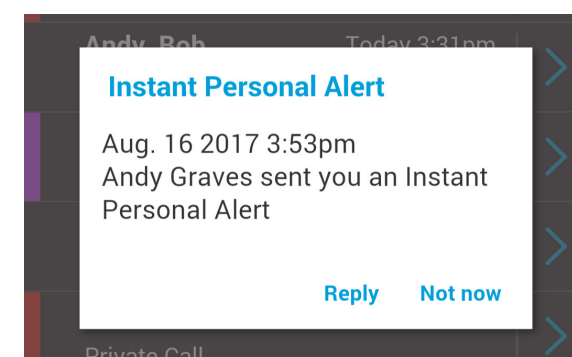 Andy, Bob Today 3:31pm
Instant Personal Alert
Aug. 16 2017 3:53pm
Andy Graves sent you an Instant
Personal Alert
Reply Not now
Private Call